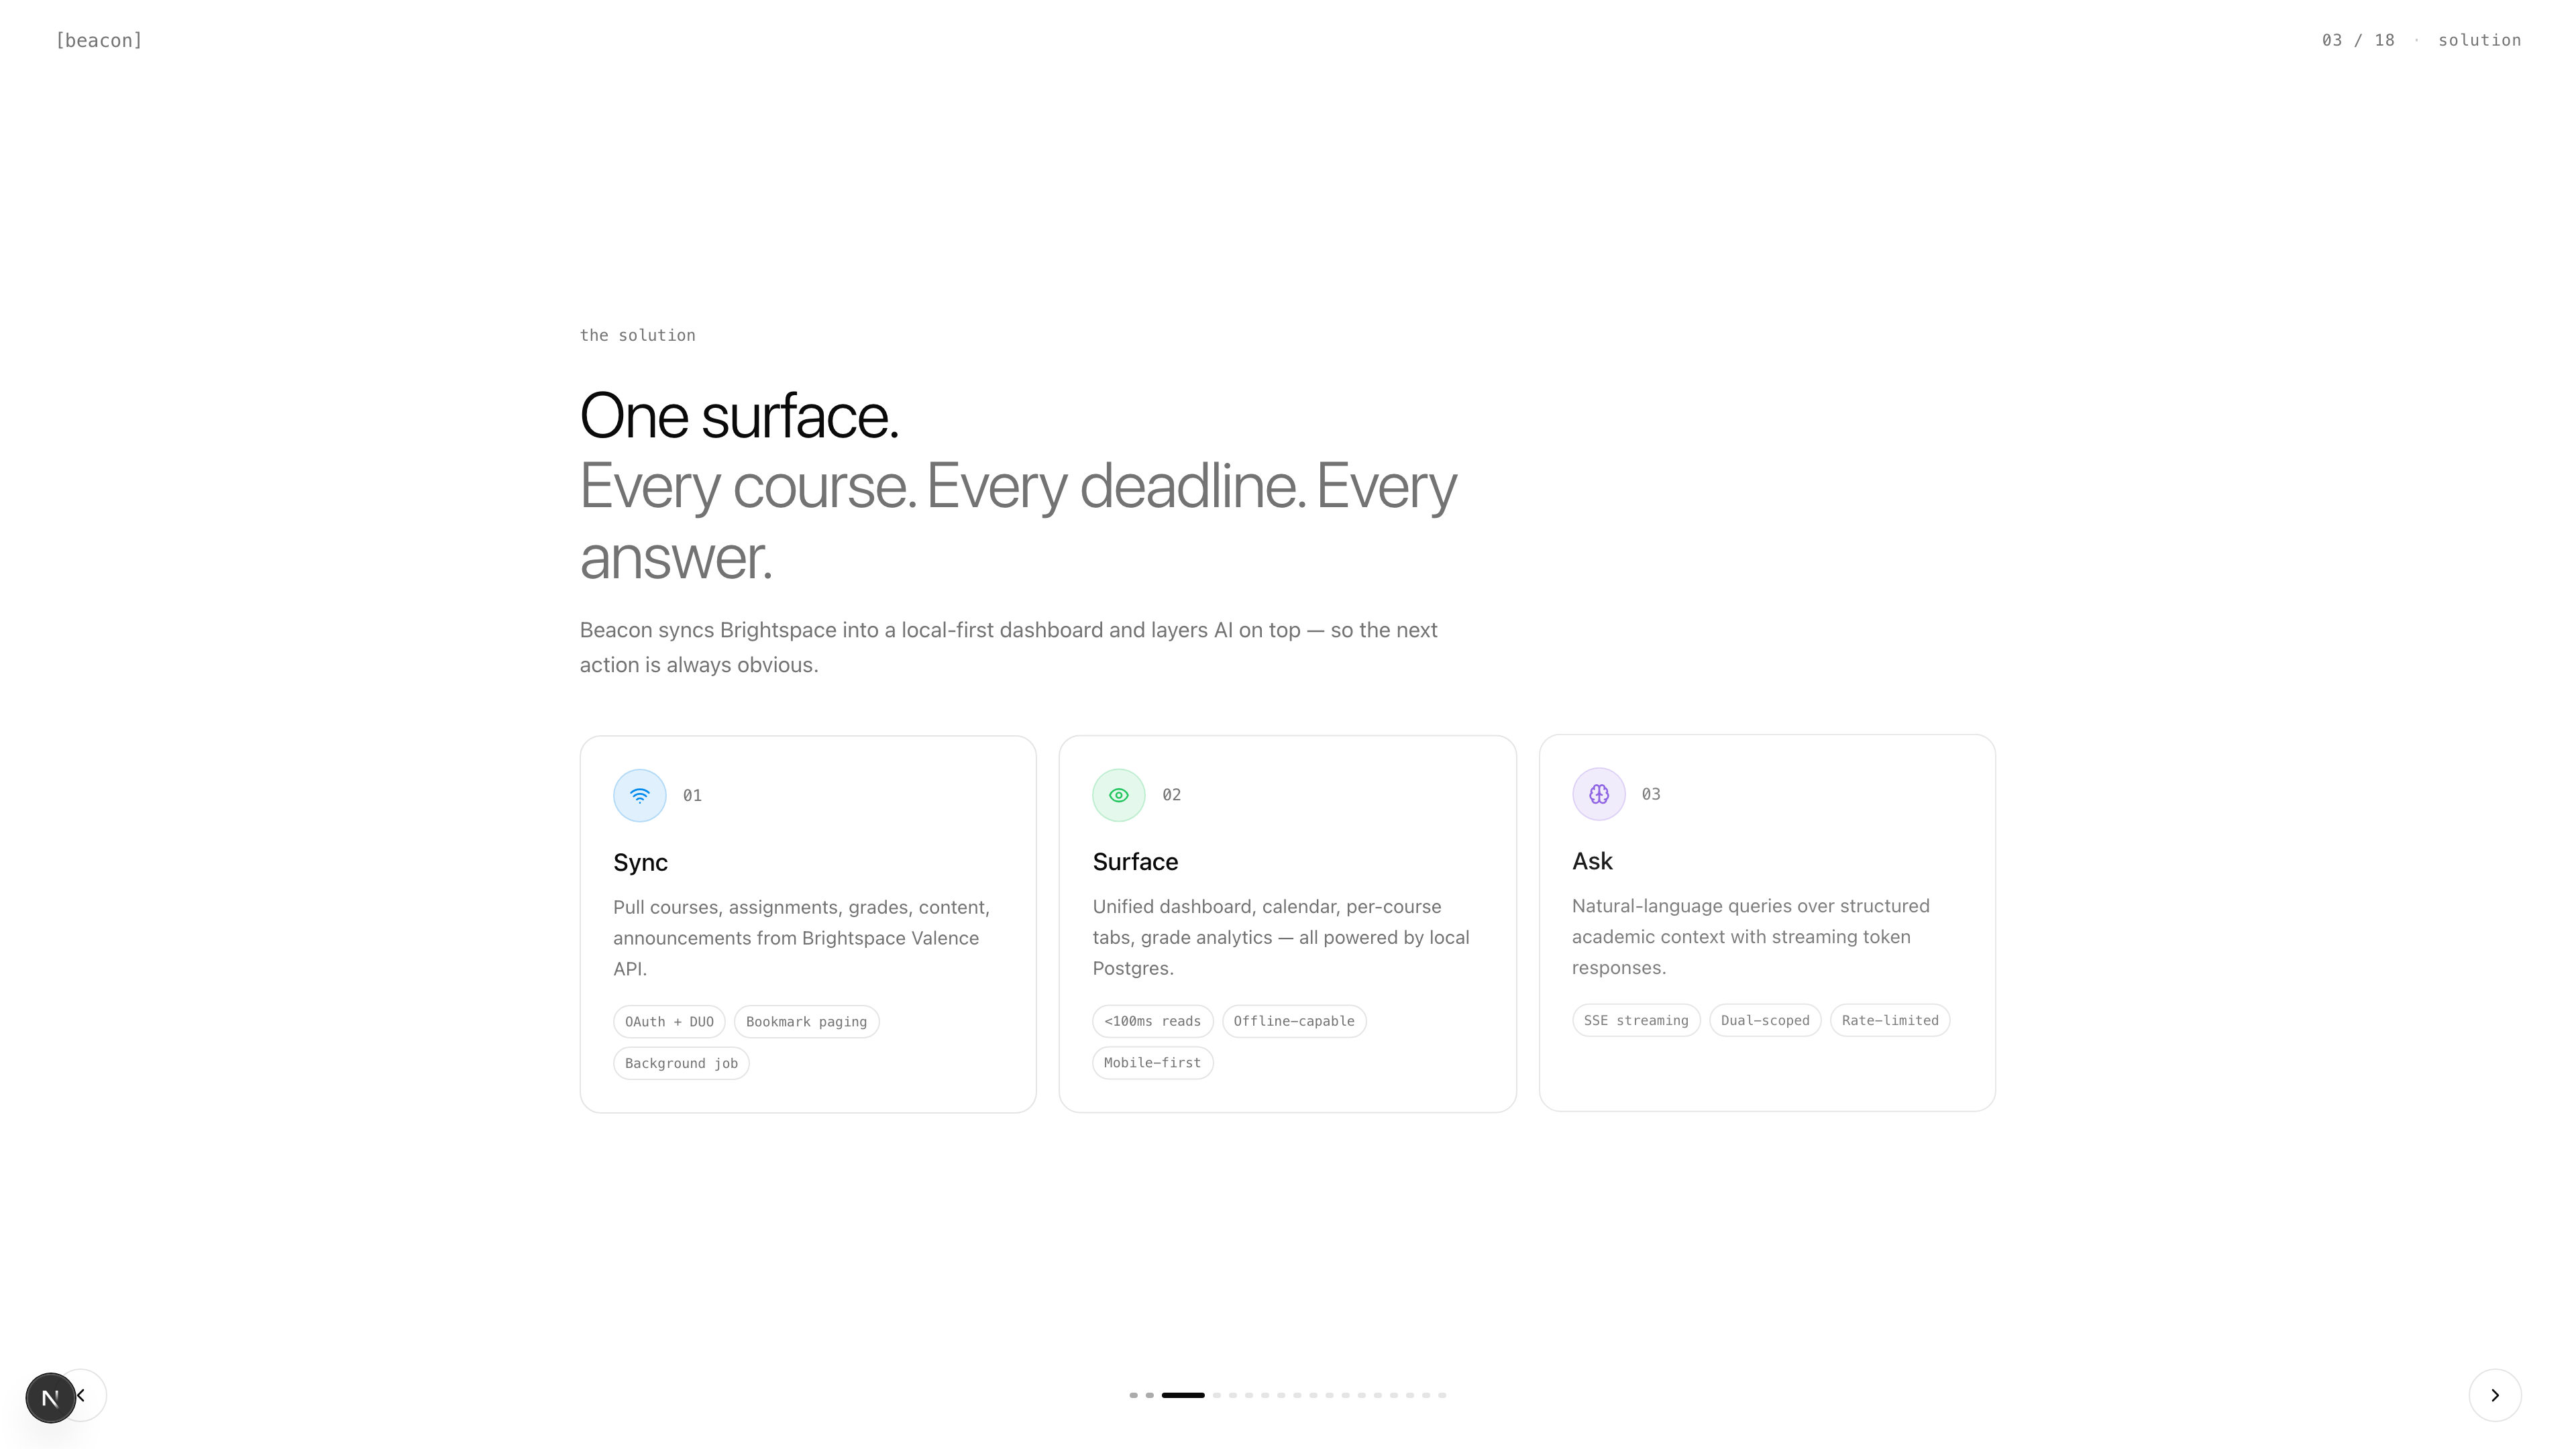 [beacon]
03 / 18 · solution
the solution
One surface.
Every course. Every deadline. Every
answer.
Beacon syncs Brightspace into a local-first dashboard and layers AI on top — so the next
action is always obvious.
01
Sync
Pull courses, assignments, grades, content,
announcements from Brightspace Valence
API.
OAuth + DUO
Bookmark paging
Background job
02
Surface
Unified dashboard, calendar, per-course
tabs, grade analytics — all powered by local
Postgres.
<100ms reads
Offline-capable
Mobile-first
03
Ask
Natural-language queries over structured
academic context with streaming token
responses.
SSE streaming
Dual-scoped
Rate-limited
N